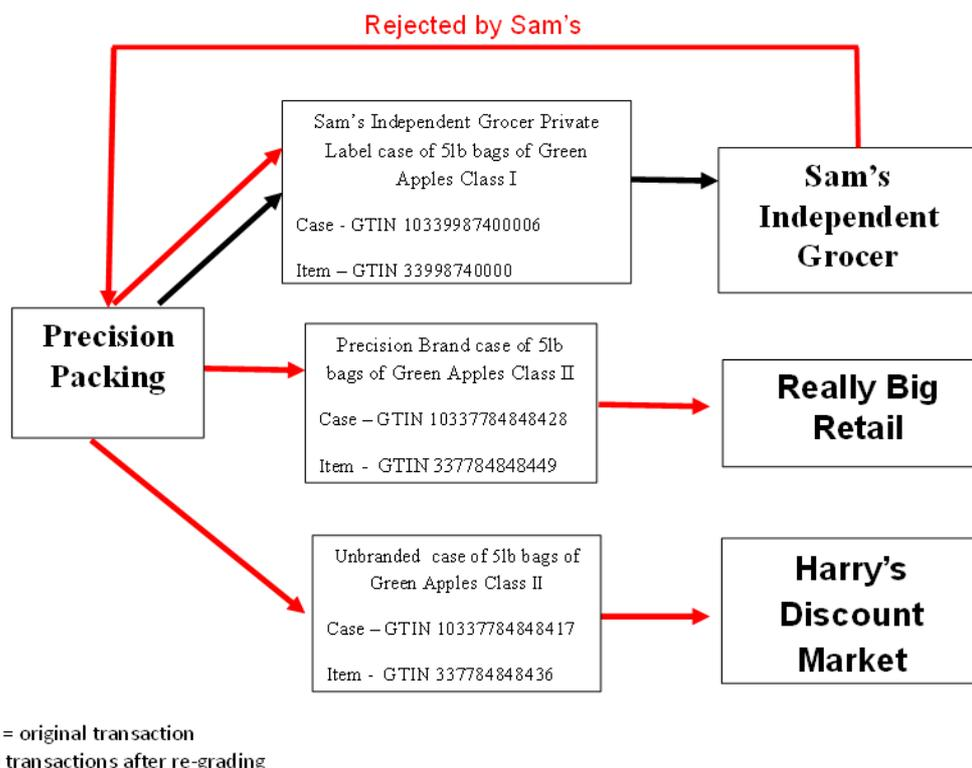 Rejected by Sam's
Sam's Independent Grocer Private
Label case of 5lb bags of Green
Apples Class I
Case - GTIN 10339987400006
Item – GTIN 33998740000
Sam's
Independent
Grocer
Precision
Packing
Precision Brand case of 5lb
bags of Green Apples Class II
Case – GTIN 10337784848428
Item - GTIN 337784848449
Really Big
Retail
Unbranded case of 5lb bags of
Green Apples Class II
Case – GTIN 10337784848417
Item - GTIN 337784848436
Harry's
Discount
Market
= original transaction
transactions after re-grading